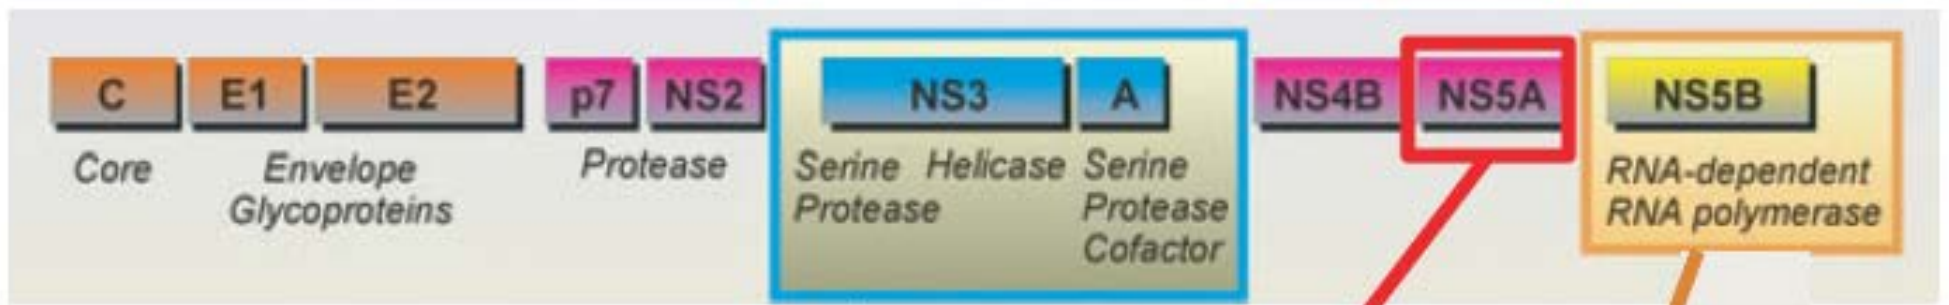 C E1 E2 p7 NS2 NS3 A NS4B NS5A NS5B
Core
Envelope
Glycoproteins
Protease
Serine Helicase
Protease
Serine
Protease
Cofactor
RNA-dependent
RNA polymerase